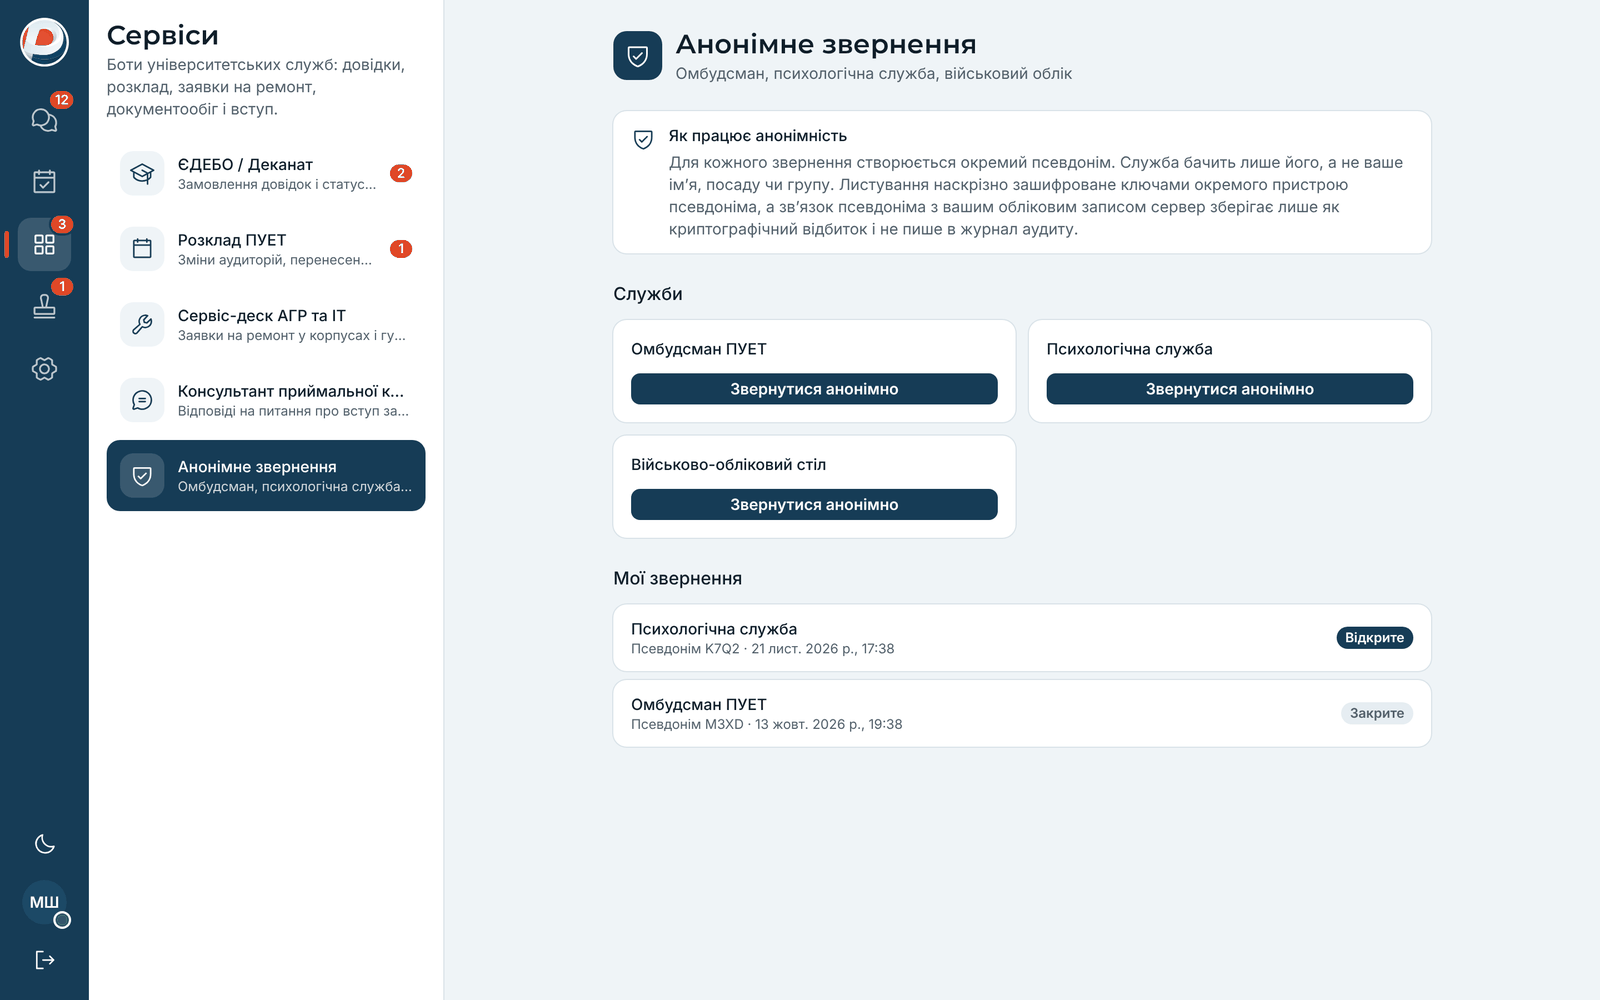 12
3
1
МШ
Сервіси
Боти університетських служб: довідки,
розклад, заявки на ремонт,
документообіг і вступ.
ЄДЕБО / Деканат
Замовлення довідок і статус...
2
Розклад ПУЕТ
Зміни аудиторій, перенесен...
1
Сервіс-деск АГР та ІТ
Заявки на ремонт у корпусах і гу...
Консультант приймальної к...
Відповіді на питання про вступ за...
Анонімне звернення
Омбудсман, психологічна служба...
Анонімне звернення
Омбудсман, психологічна служба, військовий облік
Як працює анонімність
Для кожного звернення створюється окремий псевдонім. Служба бачить лише його, а не ваше
ім’я, посаду чи групу. Листування наскрізно зашифроване ключами окремого пристрою
псевдоніма, а зв’язок псевдоніма з вашим обліковим записом сервер зберігає лише як
криптографічний відбиток і не пише в журнал аудиту.
Служби
Омбудсман ПУЕТ
Звернутися анонімно
Психологічна служба
Звернутися анонімно
Військово-обліковий стіл
Звернутися анонімно
Мої звернення
Психологічна служба
Псевдонім K7Q2 · 21 лист. 2026 р., 17:38
Відкрите
Омбудсман ПУЕТ
Псевдонім M3XD · 13 жовт. 2026 р., 19:38
Закрите